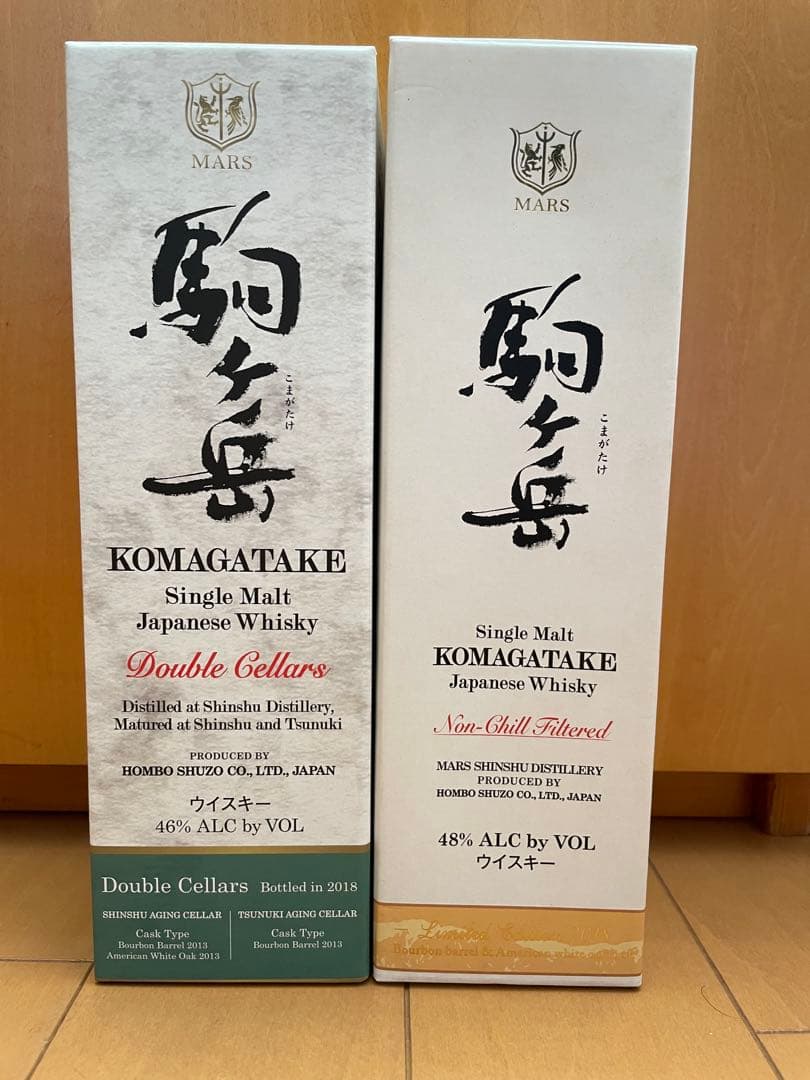 MARS
駒ヶ岳
こまがたけ
KOMAGATAKE
Single Malt
Japanese Whisky
Double Cellars
Distilled at Shinshu Distillery,
Matured at Shinshu and Tsunuki
PRODUCED BY
HOMBO SHUZO CO., LTD., JAPAN
ウイスキー
46% ALC by VOL
Double Cellars Bottled in 2018
SHINSHU AGING CELLAR
Cask Type
Bourbon Barrel 2013
American White Oak 2013
TSUNUKI AGING CELLAR
Cask Type
Bourbon Barrel 2013
MARS
駒ヶ岳
こまがたけ
Single Malt
KOMAGATAKE
Japanese Whisky
Non-Chill Filtered
MARS SHINSHU DISTILLERY
PRODUCED BY
HOMBO SHUZO CO., LTD., JAPAN
48% ALC by VOL
ウイスキー
Limited Edition
Bourbon barrel & American white